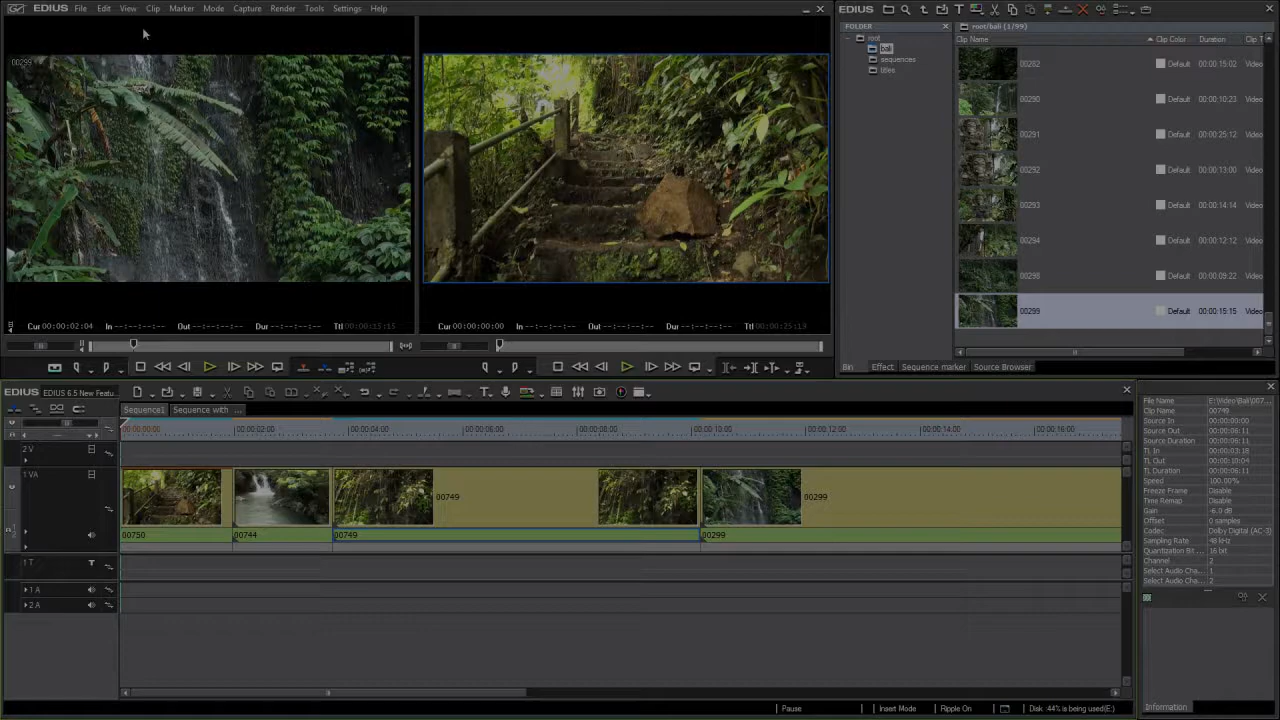 EDIUS File Edit View Clip Marker Mode Capture Render Tools Settings Help
00299
Cur 00:00:02:04 In --:--:--:-- Out --:--:--:-- Dur --:--:--:-- Ttl 00:00:15:15
Cur 00:00:00:00 In --:--:--:-- Out --:--:--:-- Dur --:--:--:-- Ttl 00:00:25:19
EDIUS
FOLDER
root
bali
sequences
titles
root/bali (1/99)
Clip Name Clip Color Duration Clip T
00282 Default 00:00:15:02 Video
00290 Default 00:00:10:23 Video
00291 Default 00:00:25:12 Video
00292 Default 00:00:13:00 Video
00293 Default 00:00:14:14 Video
00294 Default 00:00:12:12 Video
00298 Default 00:00:09:22 Video
00299 Default 00:00:15:15 Video
Bin Effect Sequence marker Source Browser
EDIUS EDIUS 6.5 New Featu...
Sequence1 Sequence with ...
00:00:00:00 00:00:02:00 00:00:04:00 00:00:06:00 00:00:08:00 00:00:10:00 00:00:12:00 00:00:14:00 00:00:16:00
2 V
1 VA
00749 00299
00750 00744 00749 00299
1 T T
1 A
2 A
Pause Insert Mode Ripple On Disk :44% is being used(E:)
File Name E:\Video\Bali\007...
Clip Name 00749
Source In 00:00:00:00
Source Out 00:00:06:11
Source Duration 00:00:06:11
TL In 00:00:03:18
TL Out 00:00:10:04
TL Duration 00:00:06:11
Speed 100.00%
Freeze Frame Disable
Time Remap Disable
Gain -6.0 dB
Offset 0 samples
Codec Dolby Digital (AC-3)
Sampling Rate 48 kHz
Quantization Bit ... 16 bit
Channel 2
Select Audio Cha... 1
Select Audio Cha... 2
Information